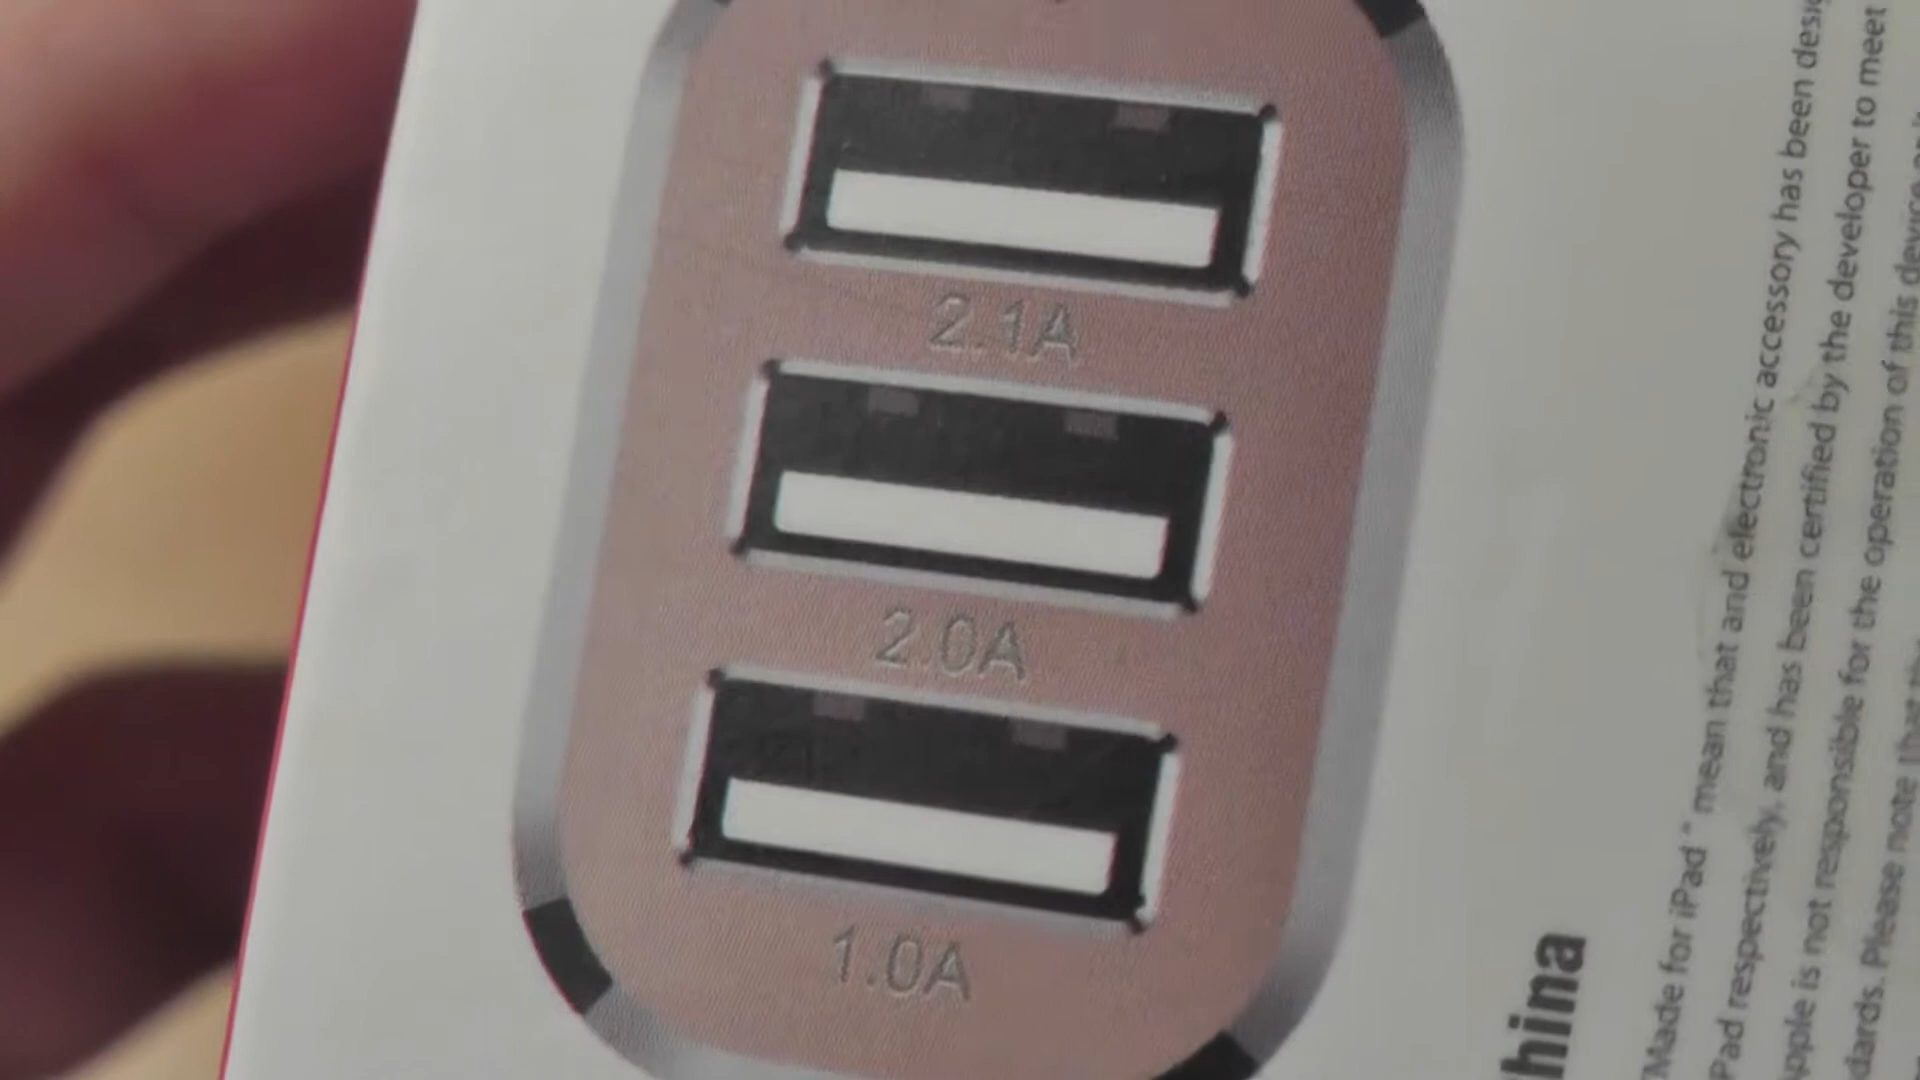 2.1A
2.0A
1.0A
hina
"Made for iPad" mean that and electronic accessory has been desig
Pad respectively, and has been certified by the developer to meet
Apple is not responsible for the operation of this device or
dards. Please note that